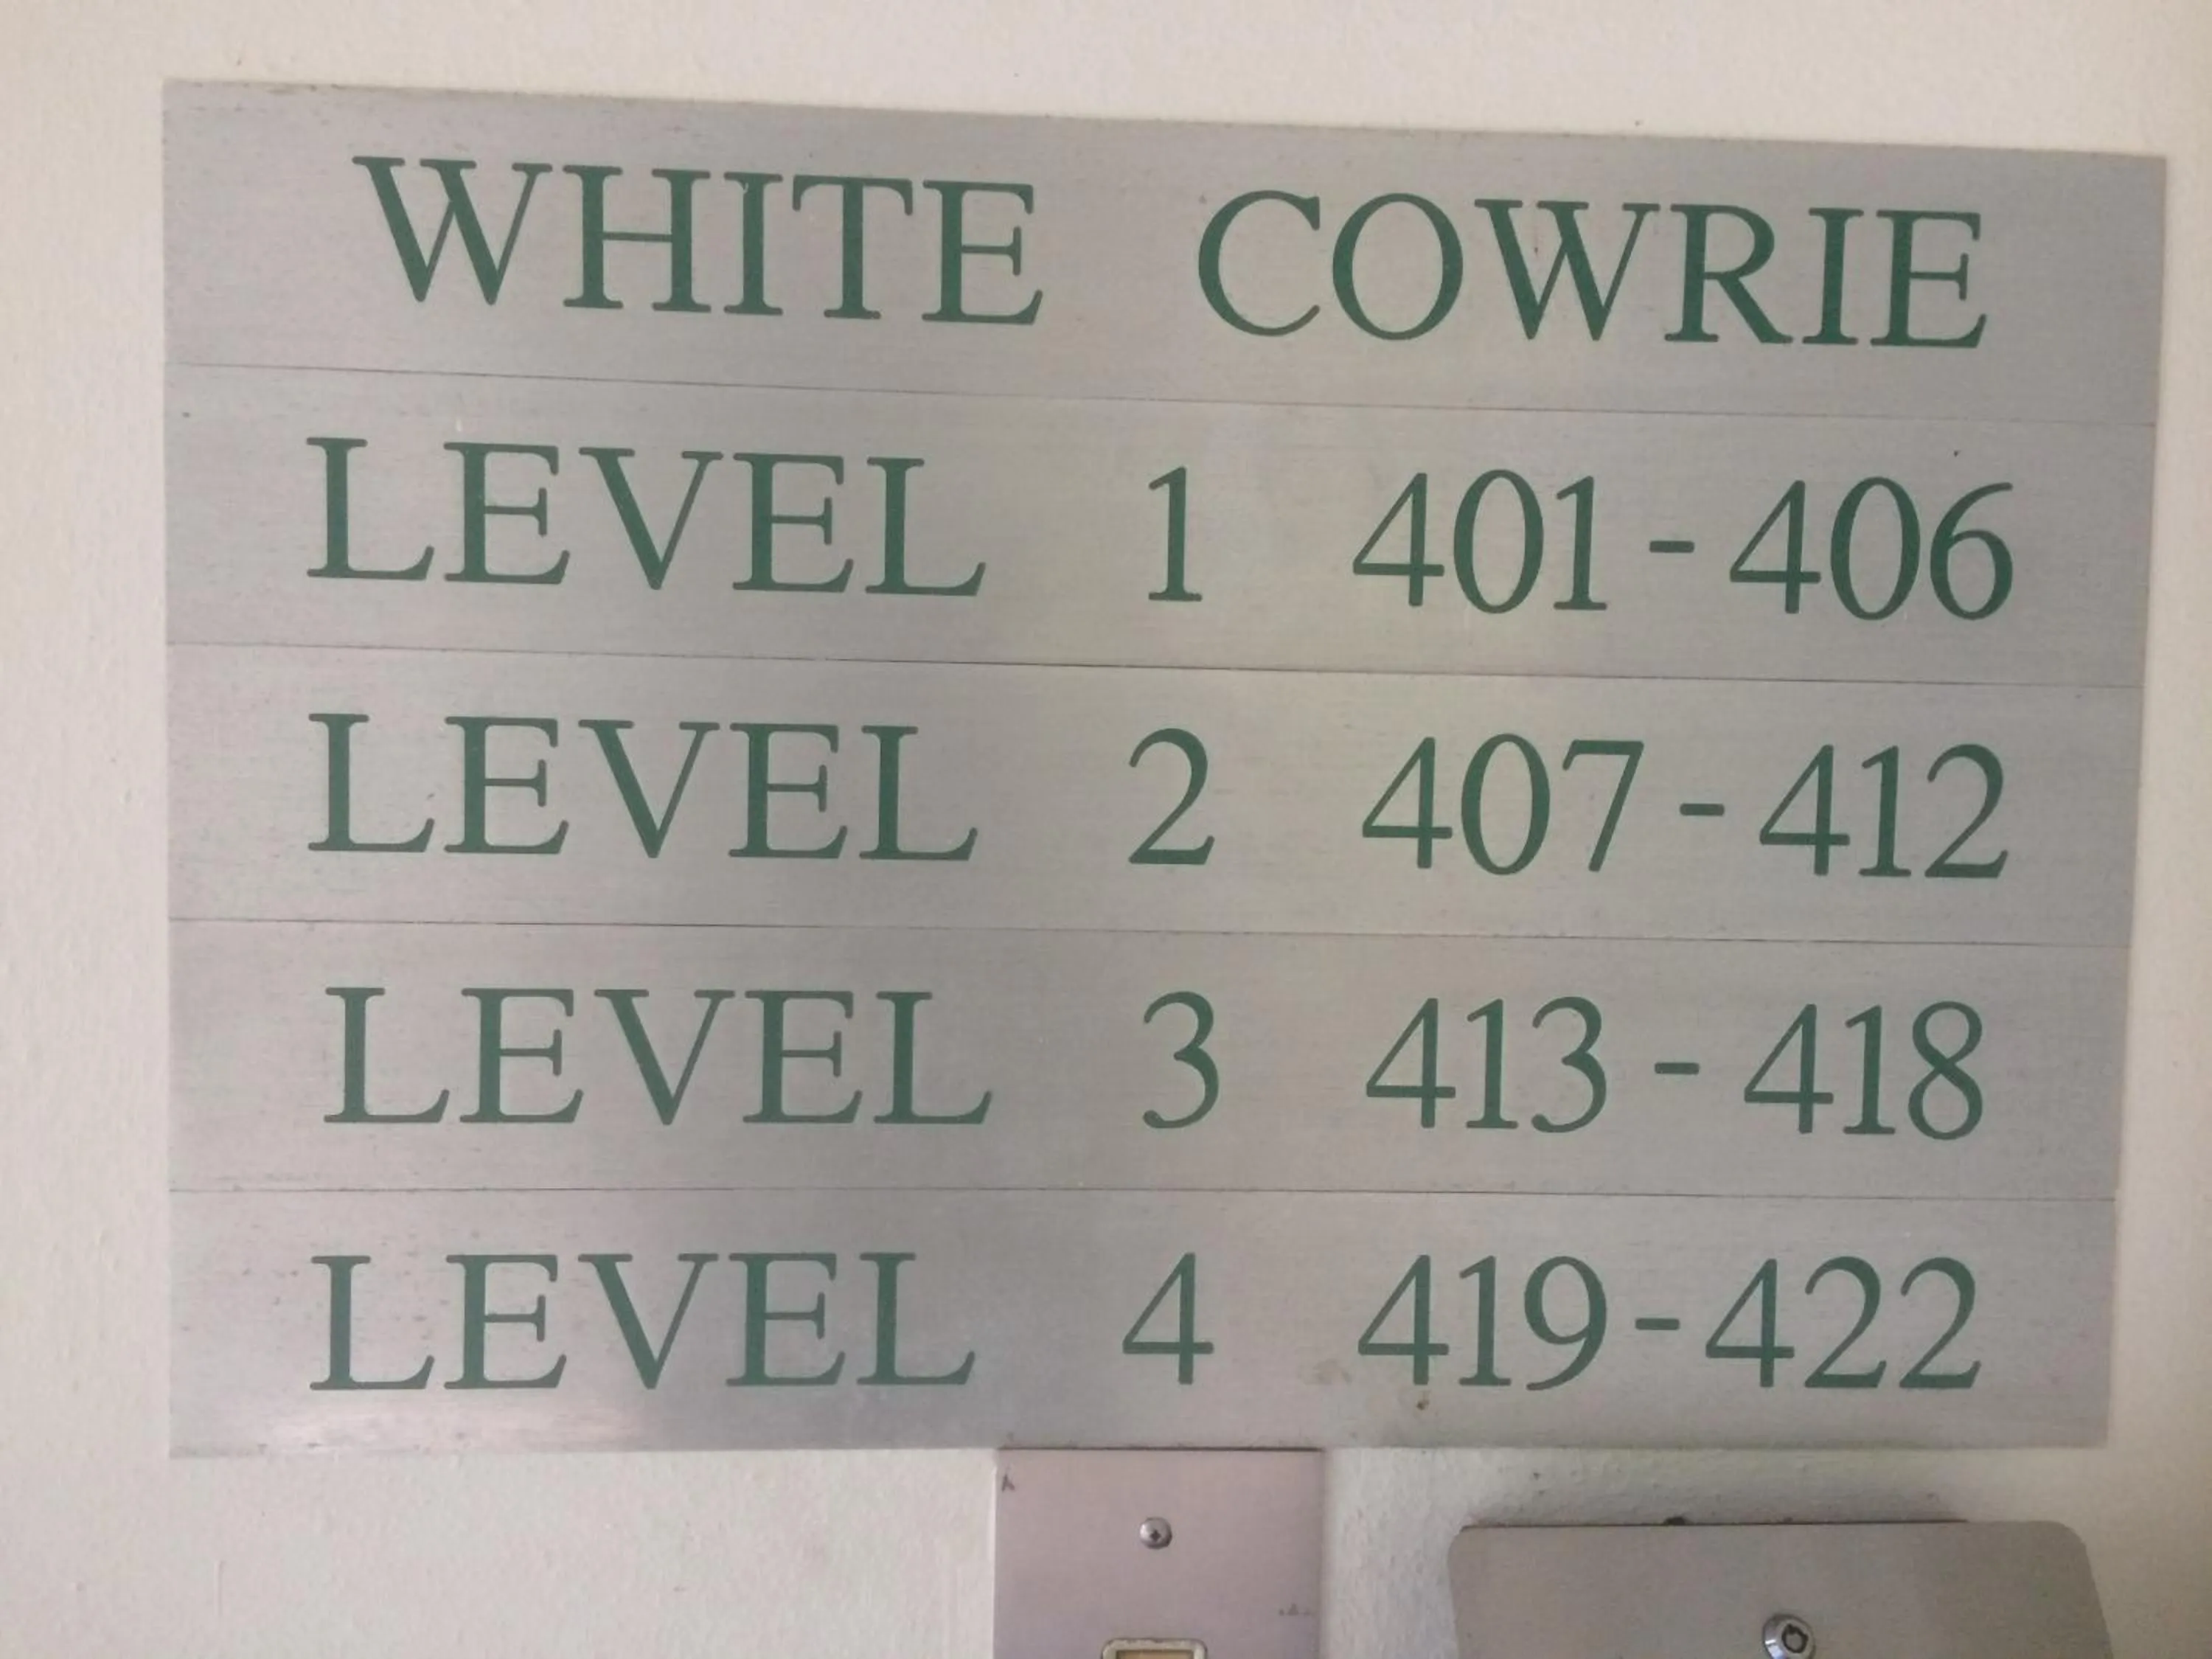 WHITE COWRIE
LEVEL 1 401-406
LEVEL 2 407-412
LEVEL 3 413-418
LEVEL 4 419-422